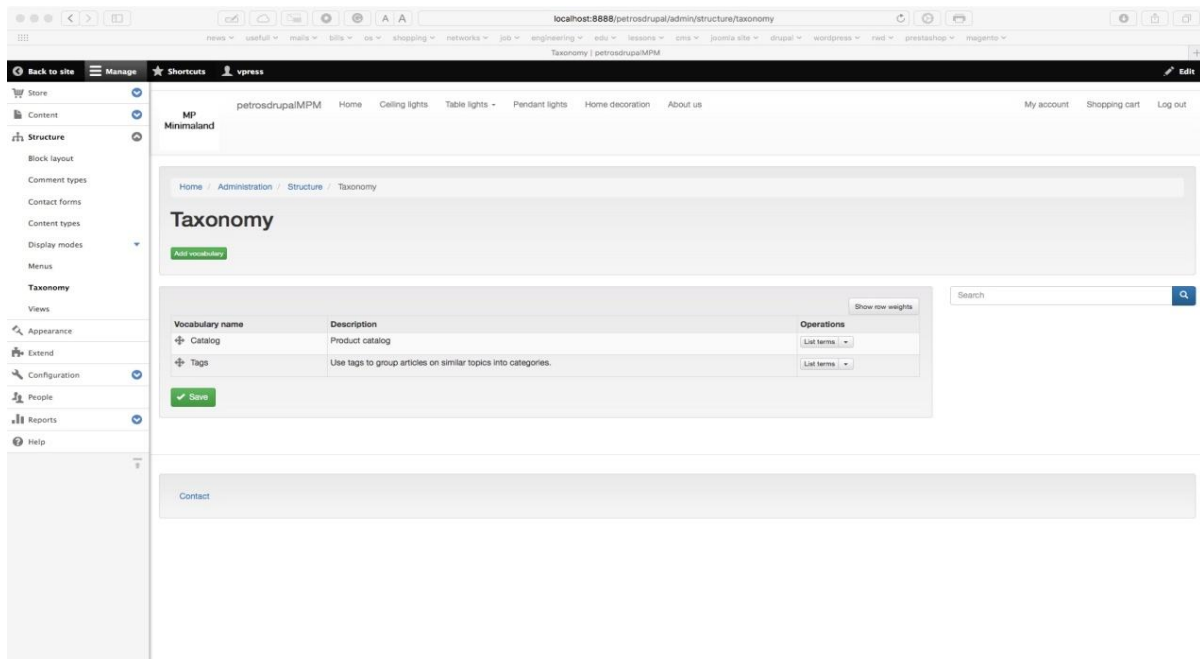 A A
localhost:8888/petrosdrupal/admin/structure/taxonomy
news usefull mails bills os shopping networks job engineering edu lessons cms joomla site drupal wordpress rwd prestashop magento
Taxonomy | petrosdrupalMPM
Back to site Manage Shortcuts vpress Edit
Store
Content
Structure
Block layout
Comment types
Contact forms
Content types
Display modes
Menus
Taxonomy
Views
Appearance
Extend
Configuration
People
Reports
Help
MP
Minimaland
petrosdrupalMPM Home Ceiling lights Table lights Pendant lights Home decoration About us My account Shopping cart Log out
Home / Administration / Structure / Taxonomy
Taxonomy
Add vocabulary
Show row weights
Vocabulary name Description Operations
Catalog Product catalog List terms
Tags Use tags to group articles on similar topics into categories. List terms
Save
Search
Contact